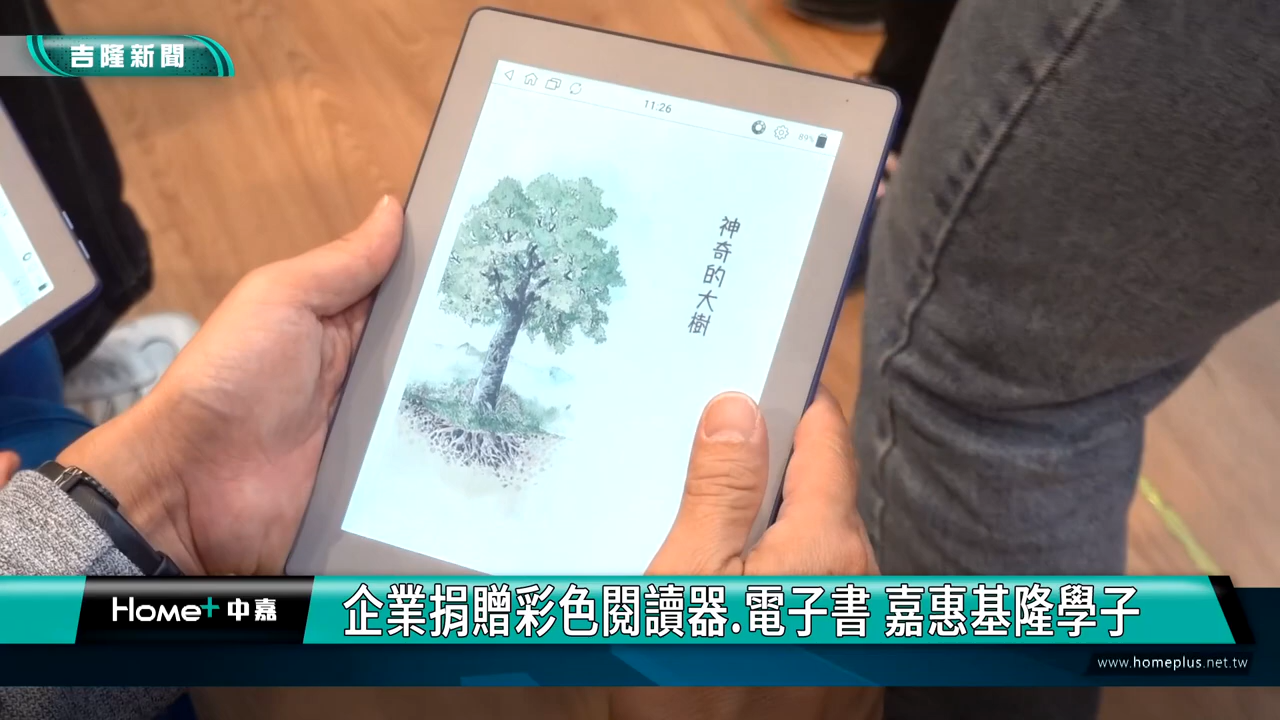 吉隆新聞
11:26
89%
神奇的大樹
Home+中嘉
企業捐贈彩色閱讀器.電子書 嘉惠基隆學子
www.homeplus.net.tw